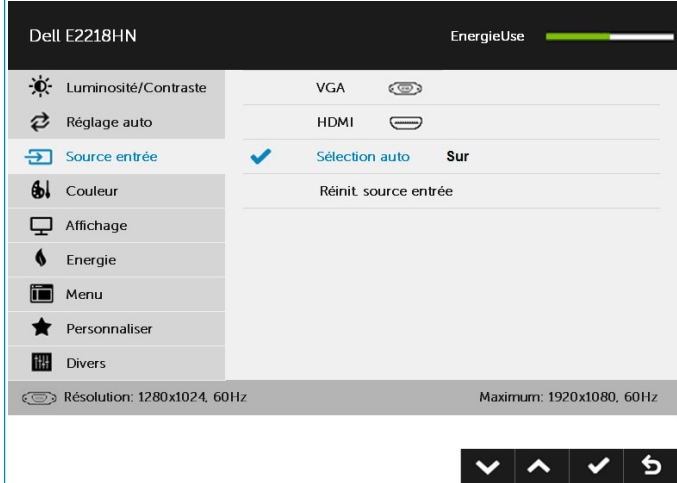 Dell E2218HN
EnergieUse
Luminosité/Contraste
VGA
Réglage auto
HDMI
Source entrée
Sélection auto Sur
Couleur
Réinit. source entrée
Affichage
Energie
Menu
Personnaliser
Divers
Résolution: 1280x1024, 60Hz
Maximum: 1920x1080, 60Hz